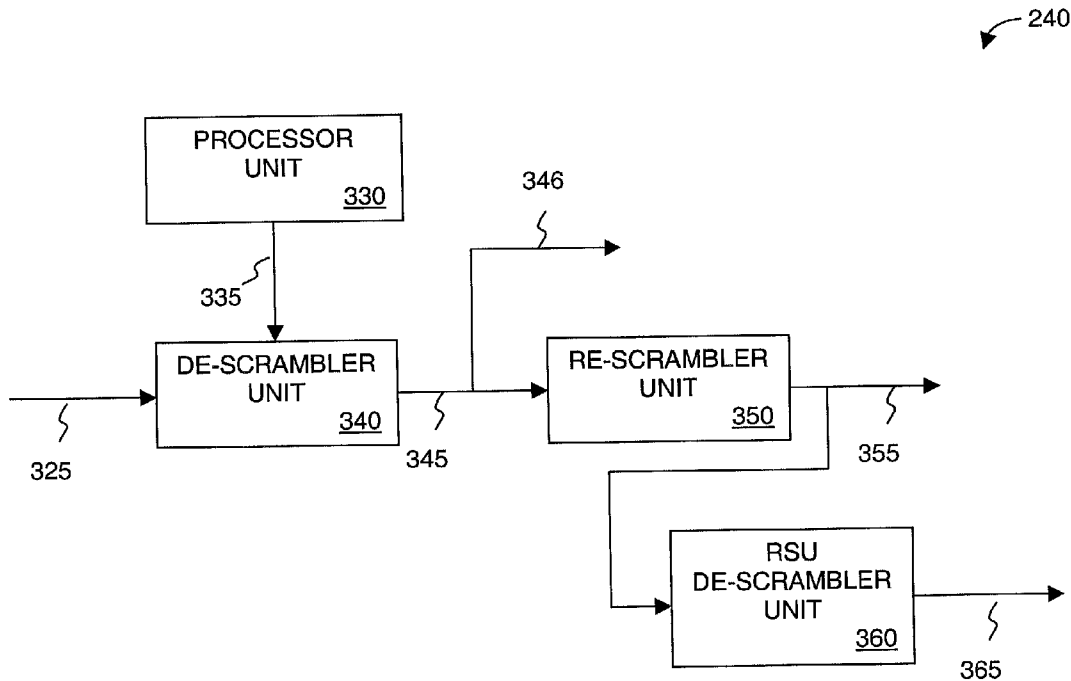 240
PROCESSOR
UNIT
330
346
335
DE-SCRAMBLER
UNIT
340
RE-SCRAMBLER
UNIT
350
325
345
355
RSU
DE-SCRAMBLER
UNIT
360
365